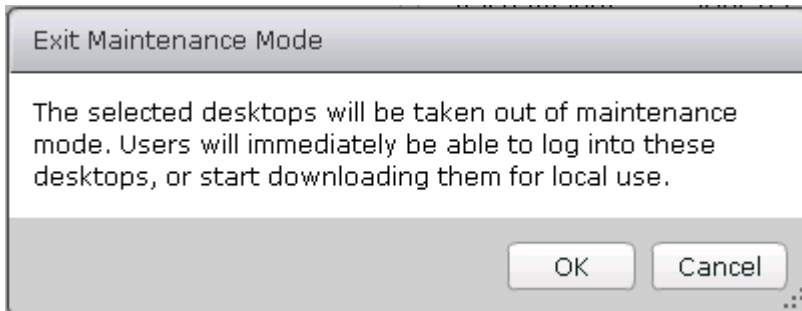 Exit Maintenance Mode
The selected desktops will be taken out of maintenance
mode. Users will immediately be able to log into these
desktops, or start downloading them for local use.
OK Cancel